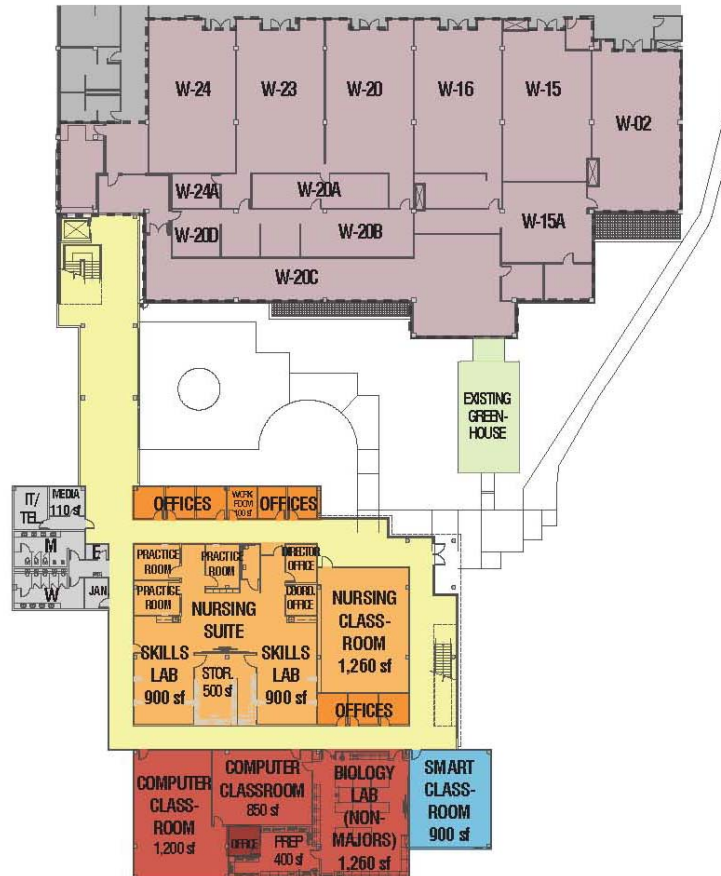 W-24
W-23
W-20
W-16
W-15
W-02
W-24A
W-20A
W-20D
W-20B
W-15A
W-20C
EXISTING
GREEN-
HOUSE
IT/
TEL
MEDIA
110 sf
M
E
W
JAN.
OFFICES
WORK
ROOM
100 sf
OFFICES
PRACTICE
ROOM
PRACTICE
ROOM
DIRECTOR
OFFICE
PRACTICE
ROOM
COORD.
OFFICE
NURSING
SUITE
NURSING
CLASS-
ROOM
1,260 sf
SKILLS
LAB
900 sf
STOR.
500 sf
SKILLS
LAB
900 sf
OFFICES
COMPUTER
CLASS-
ROOM
1,200 sf
COMPUTER
CLASSROOM
850 sf
OFFICE
PREP
400 sf
BIOLOGY
LAB
(NON-
MAJORS)
1,260 sf
SMART
CLASS-
ROOM
900 sf